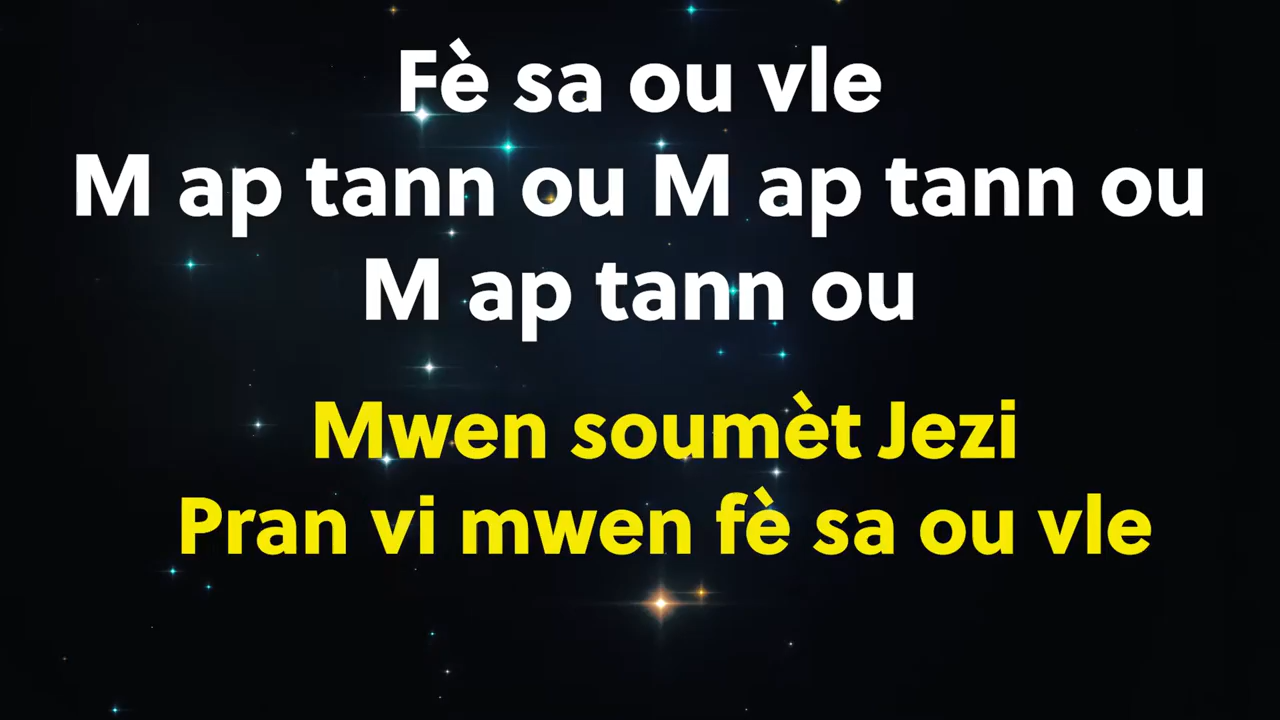 Fè sa ou vle
M ap tann ou M ap tann ou
M ap tann ou
Mwen soumèt Jezi
Pran vi mwen fè sa ou vle